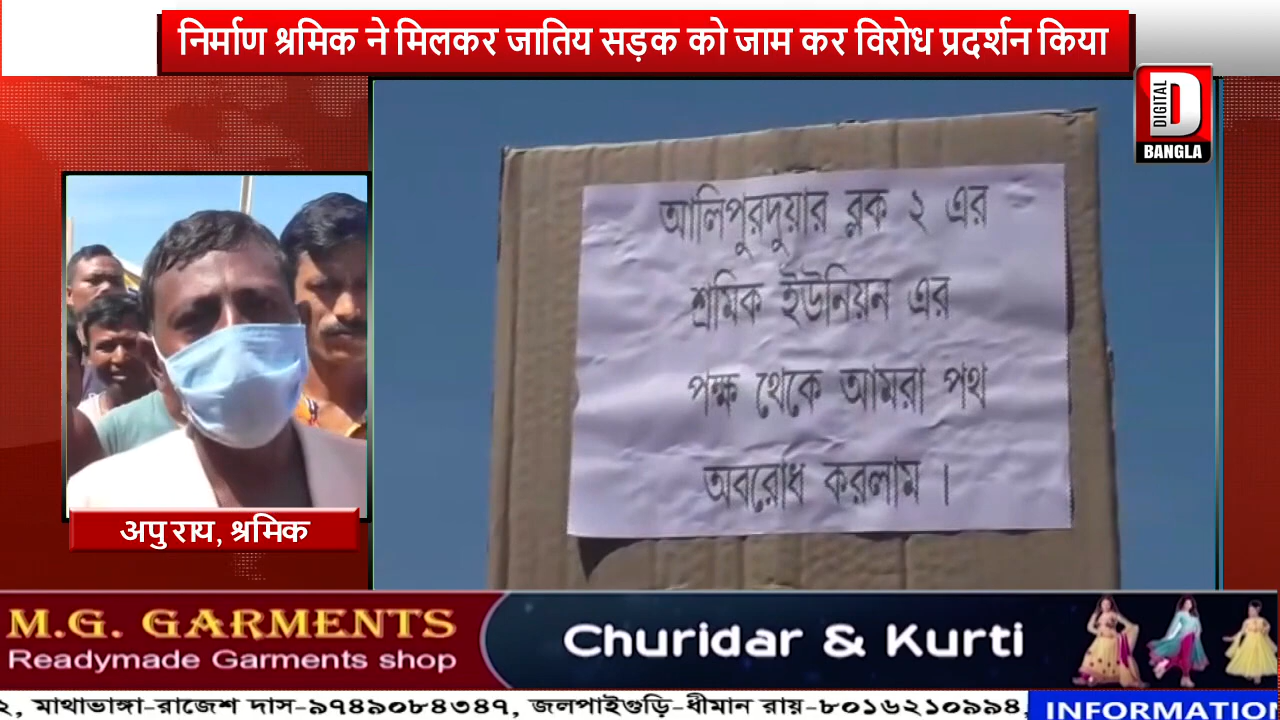 निर्माण श्रमिक ने मिलकर जातिय सड़क को जाम कर विरोध प्रदर्शन किया
DIGITAL
D
BANGLA
আলিপুরদুয়ার ব্লক ২ এর
শ্রমিক ইউনিয়ন এর
পক্ষ থেকে আমরা পথ
অবরোধ করলাম ।
अपु राय, श्रमिक
M.G. GARMENTS
Readymade Garments shop
Churidar & Kurti
২, মাথাভাঙ্গা-রাজেশ দাস-৯৭৪৯০৮৪৩৪৭, জলপাইগুড়ি-ধীমান রায়-৮০১৬২১০৯৯৪,
INFORMATION